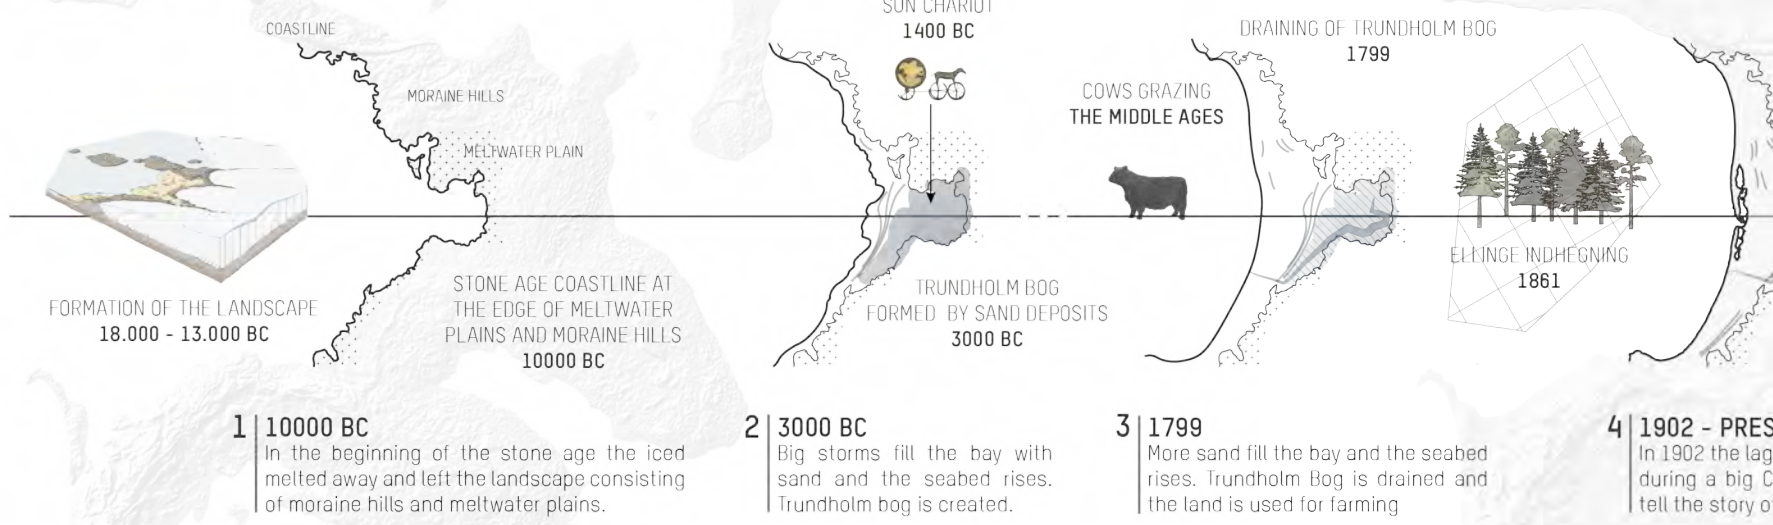 SUN CHARIOT
1400 BC
COASTLINE
MORAINE HILLS
MELTWATER PLAIN
DRAINING OF TRUNDHOLM BOG
1799
COWS GRAZING
THE MIDDLE AGES
FORMATION OF THE LANDSCAPE
18.000 - 13.000 BC
STONE AGE COASTLINE AT
THE EDGE OF MELTWATER
PLAINS AND MORAINE HILLS
10000 BC
TRUNDHOLM BOG
FORMED BY SAND DEPOSITS
3000 BC
ELLINGE INDHEGNING
1861
1 10000 BC
In the beginning of the stone age the iced
melted away and left the landscape consisting
of moraine hills and meltwater plains.
2 3000 BC
Big storms fill the bay with
sand and the seabed rises.
Trundholm bog is created.
3 1799
More sand fill the bay and the seabed
rises. Trundholm Bog is drained and
the land is used for farming
4 1902 - PRES
In 1902 the lag
during a big C
tell the story o